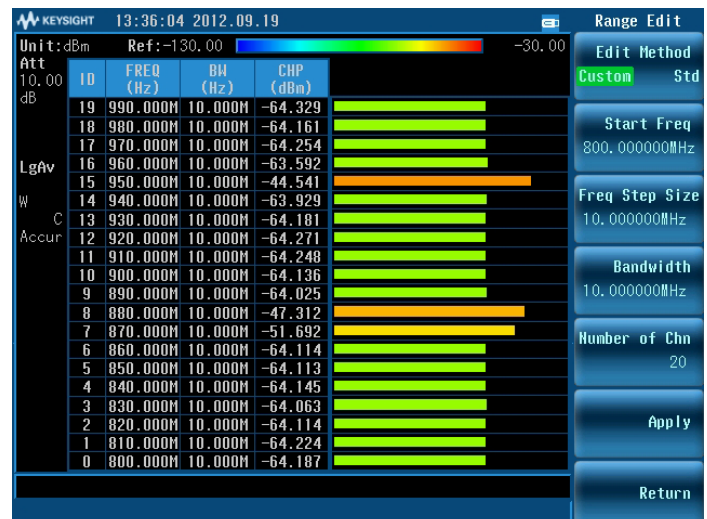 KEYSIGHT 13:36:04 2012.09.19
Unit:dBm Ref:-130.00 -30.00
Att
10.00
dB
LgAv
W
C
Accur
ID FREQ (Hz) BW (Hz) CHP (dBm)
19 990.000M 10.000M -64.329
18 980.000M 10.000M -64.161
17 970.000M 10.000M -64.254
16 960.000M 10.000M -63.592
15 950.000M 10.000M -44.541
14 940.000M 10.000M -63.929
13 930.000M 10.000M -64.181
12 920.000M 10.000M -64.271
11 910.000M 10.000M -64.248
10 900.000M 10.000M -64.136
9 890.000M 10.000M -64.025
8 880.000M 10.000M -47.312
7 870.000M 10.000M -51.692
6 860.000M 10.000M -64.114
5 850.000M 10.000M -64.113
4 840.000M 10.000M -64.145
3 830.000M 10.000M -64.063
2 820.000M 10.000M -64.114
1 810.000M 10.000M -64.224
0 800.000M 10.000M -64.187
Range Edit
Edit Method
Custom Std
Start Freq
800.000000MHz
Freq Step Size
10.000000MHz
Bandwidth
10.000000MHz
Number of Chn
20
Apply
Return